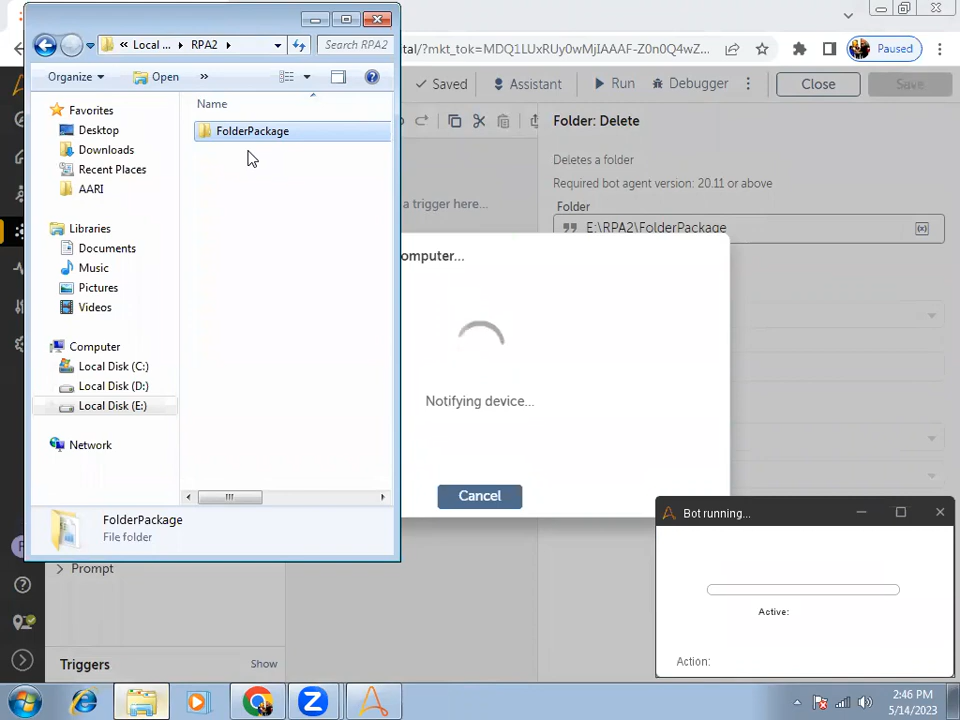 « Local ... ▸ RPA2 ▸
Search RPA2
Organize
Open
»
Favorites
Desktop
Downloads
Recent Places
AARI
Libraries
Documents
Music
Pictures
Videos
Computer
Local Disk (C:)
Local Disk (D:)
Local Disk (E:)
Network
Name
FolderPackage
FolderPackage
File folder
tal/?mkt_tok=MDQ1LUxRUy0wMjIAAAF-Z0n0Q4wZ...
Paused
Saved
Assistant
Run
Debugger
Close
Save
a trigger here...
Folder: Delete
Deletes a folder
Required bot agent version: 20.11 or above
Folder
E:\RPA2\FolderPackage
omputer...
Notifying device...
Cancel
Bot running...
Active:
Action:
Prompt
Triggers
Show
2:46 PM
5/14/2023